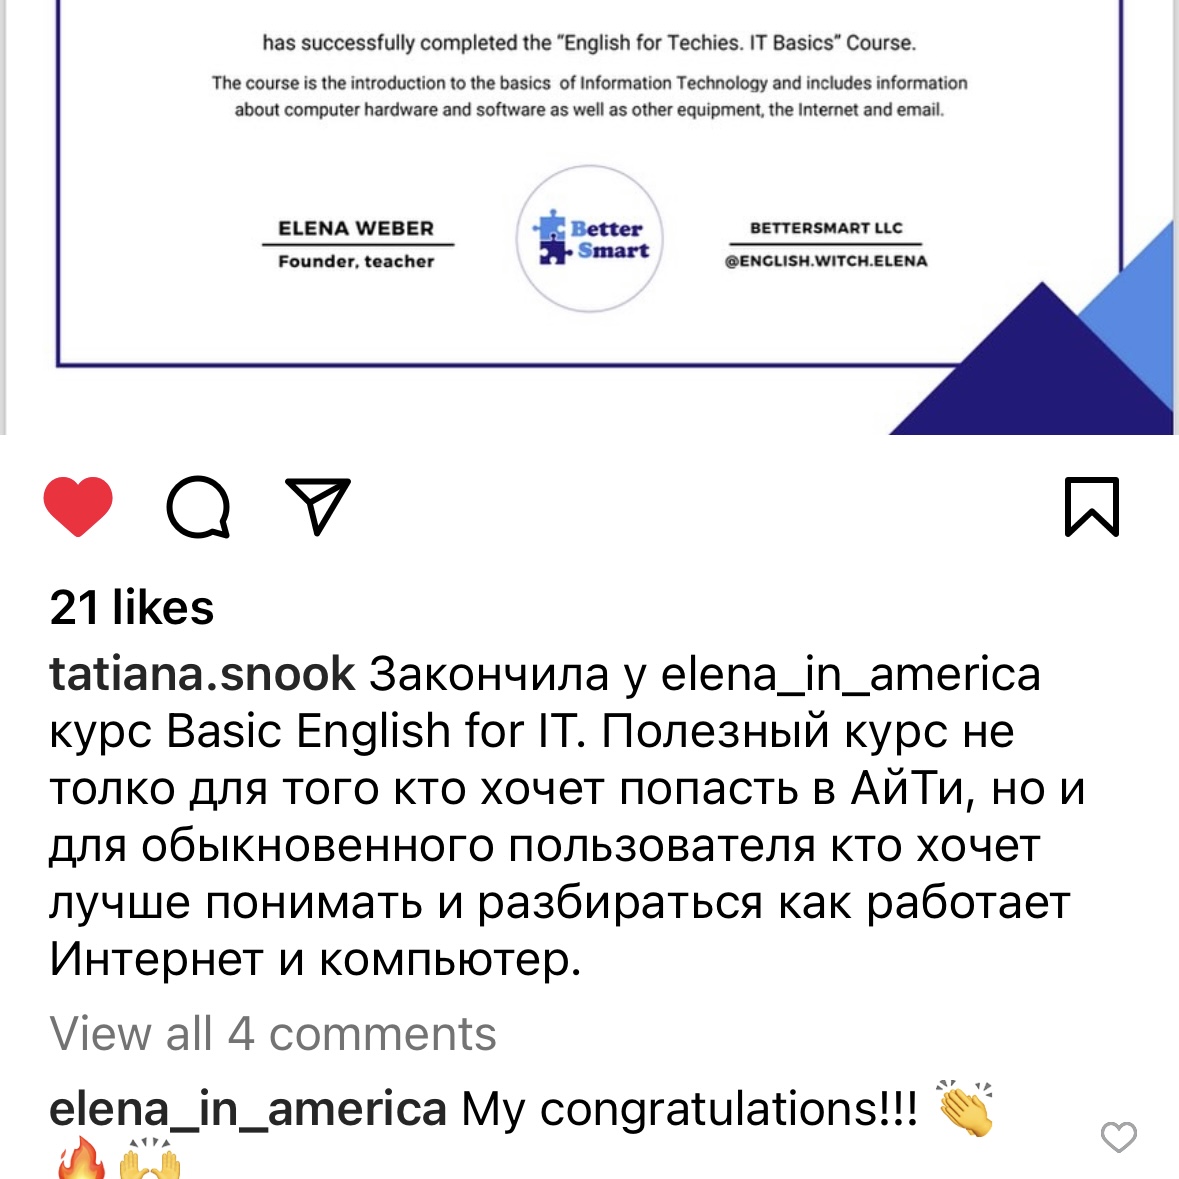 has successfully completed the “English for Techies. IT Basics” Course.
The course is the introduction to the basics of Information Technology and includes information
about computer hardware and software as well as other equipment, the Internet and email.
ELENA WEBER
Founder, teacher
Better
Smart
BETTERSMART LLC
@ENGLISH.WITCH.ELENA
21 likes
tatiana.snook Закончила у elena_in_america
курс Basic English for IT. Полезный курс не
толко для того кто хочет попасть в АйТи, но и
для обыкновенного пользователя кто хочет
лучше понимать и разбираться как работает
Интернет и компьютер.
View all 4 comments
elena_in_america My congratulations!!! 👏
🔥🙌